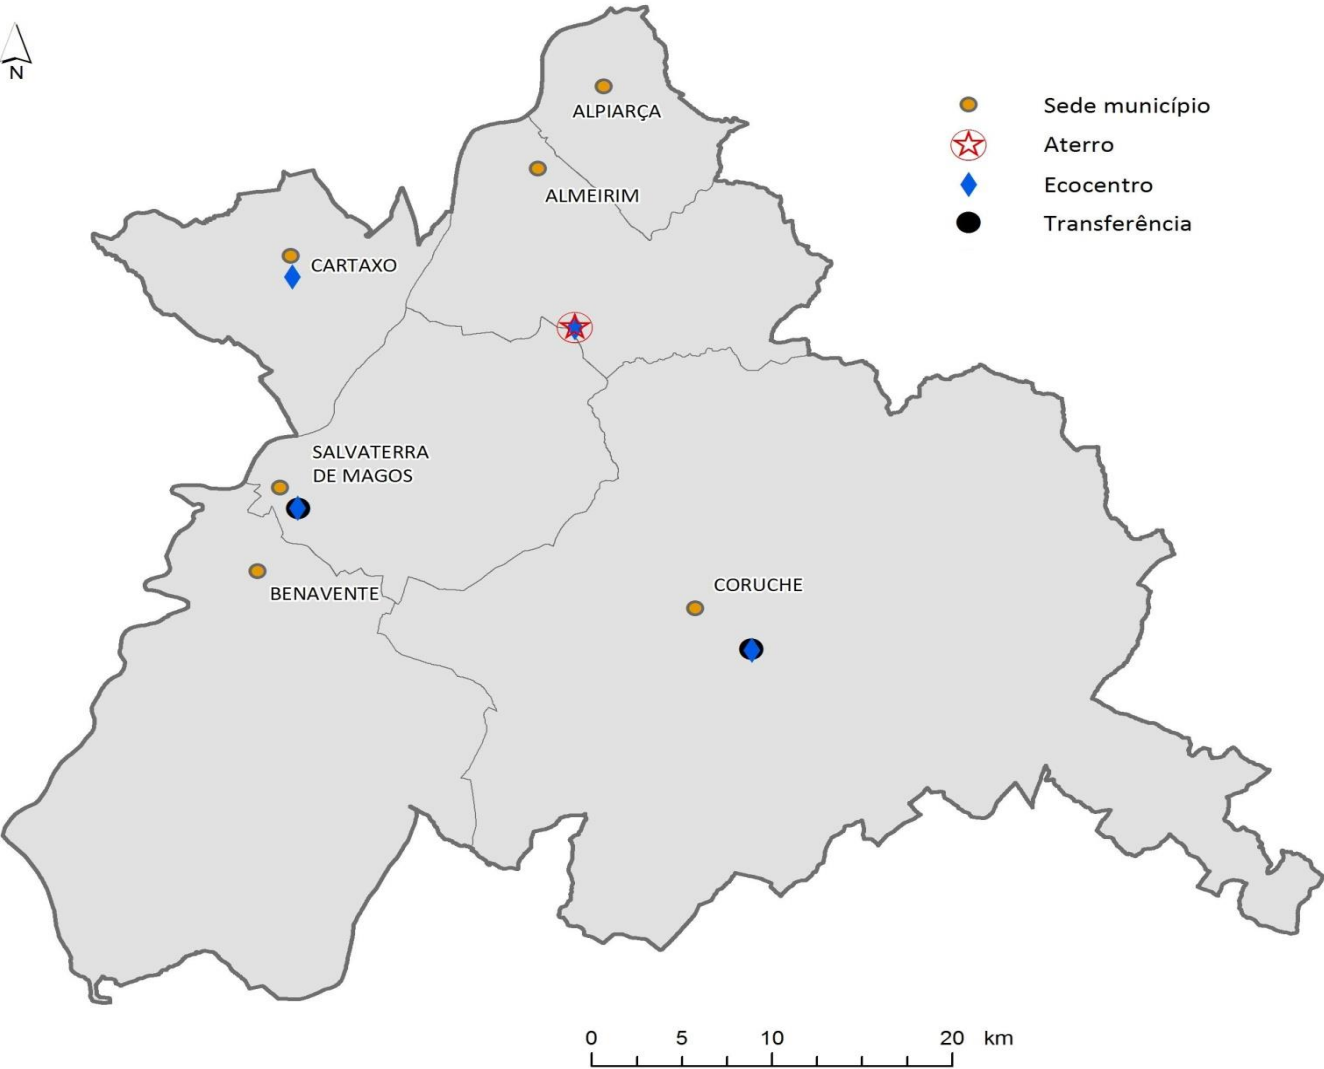 N
ALPIARÇA
Sede município
Aterro
ALMEIRIM
Ecocentro
Transferência
CARTAXO
SALVATERRA
DE MAGOS
BENAVENTE
CORUCHE
0 5 10 20 km